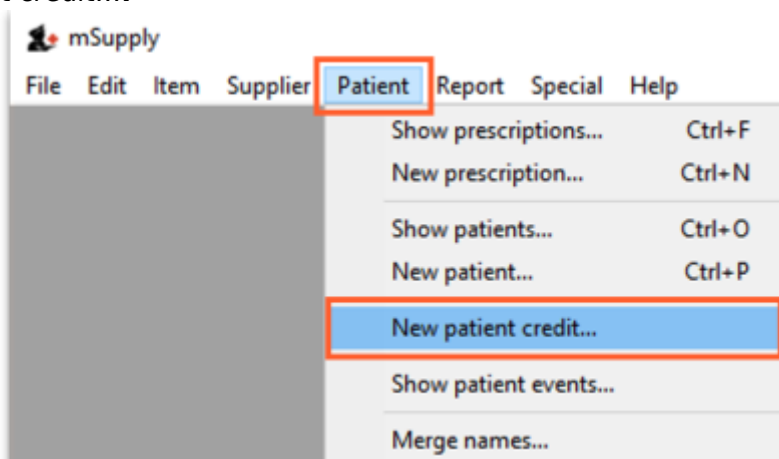 mSupply
File Edit Item Supplier Patient Report Special Help
Show prescriptions... Ctrl+F
New prescription... Ctrl+N
Show patients... Ctrl+O
New patient... Ctrl+P
New patient credit...
Show patient events...
Merge names...